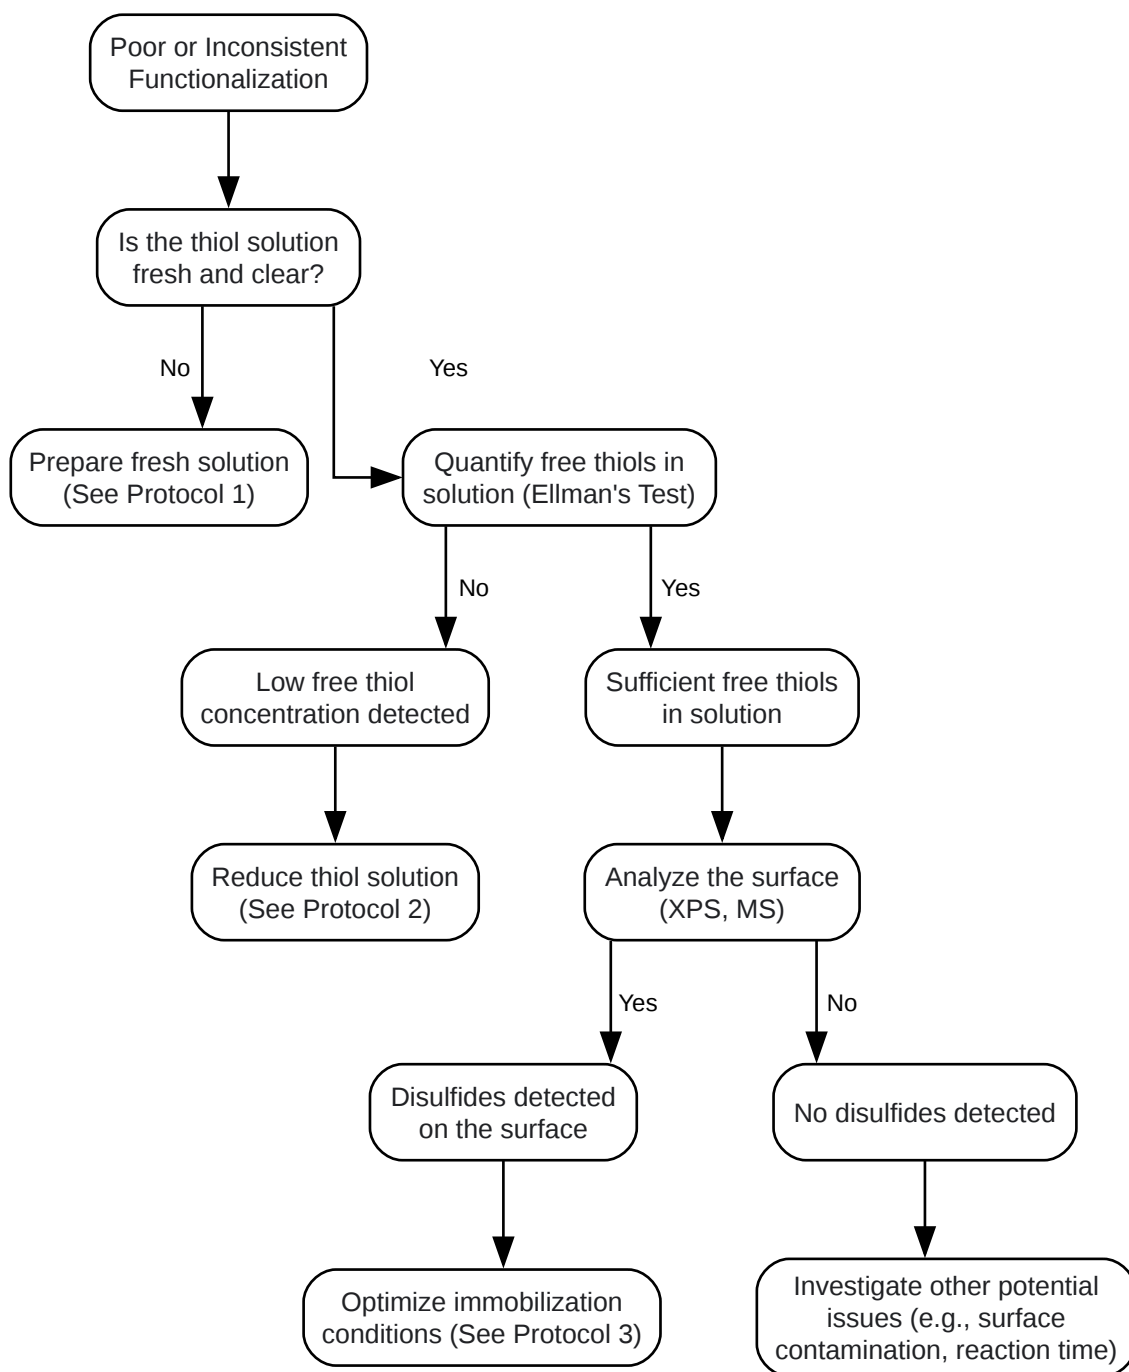 Poor or Inconsistent
Functionalization
Is the thiol solution
fresh and clear?
No
Yes
Prepare fresh solution
(See Protocol 1)
Quantify free thiols in
solution (Ellman's Test)
No
Yes
Low free thiol
concentration detected
Sufficient free thiols
in solution
Reduce thiol solution
(See Protocol 2)
Analyze the surface
(XPS, MS)
Yes
No
Disulfides detected
on the surface
No disulfides detected
Optimize immobilization
conditions (See Protocol 3)
Investigate other potential
issues (e.g., surface
contamination, reaction time)